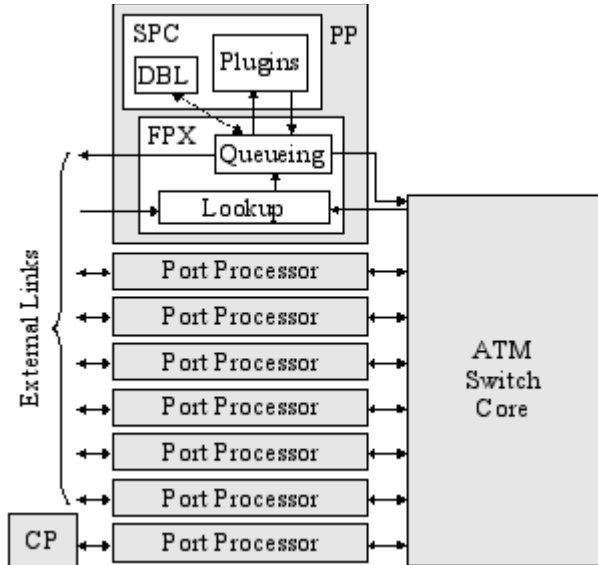 SPC
PP
DBL
Plugins
FPX
Queueing
Lookup
External Links
Port Processor
Port Processor
Port Processor
Port Processor
Port Processor
Port Processor
Port Processor
ATM
Switch
Core
CP